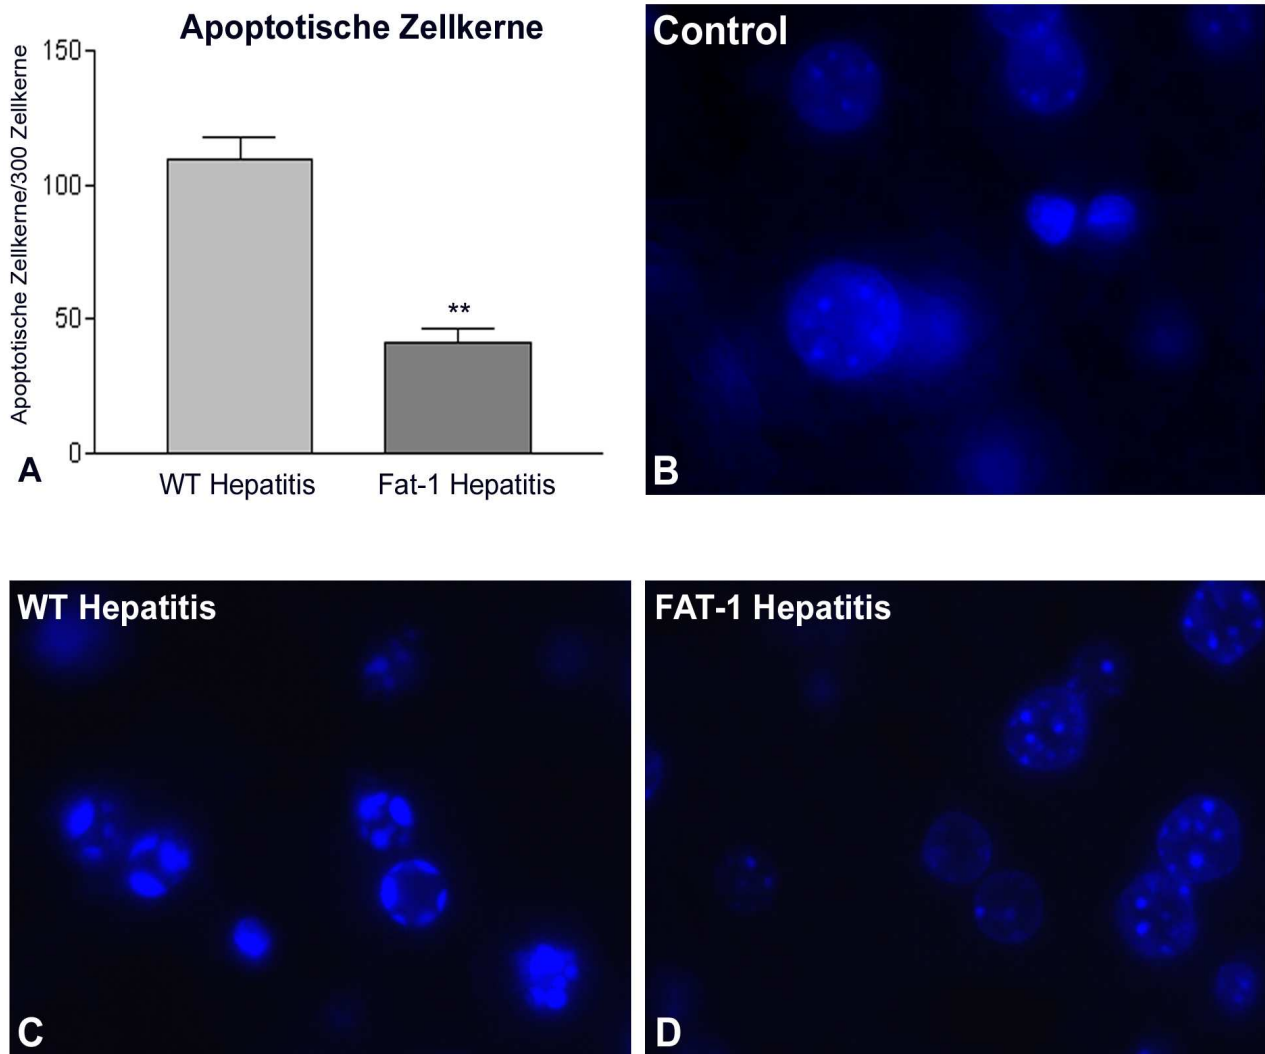 Apoptotische Zellkerne
Apoptotische Zellkerne/300 Zellkerne
150
100
50
0
**
WT Hepatitis
Fat-1 Hepatitis
A
Control
B
WT Hepatitis
C
FAT-1 Hepatitis
D